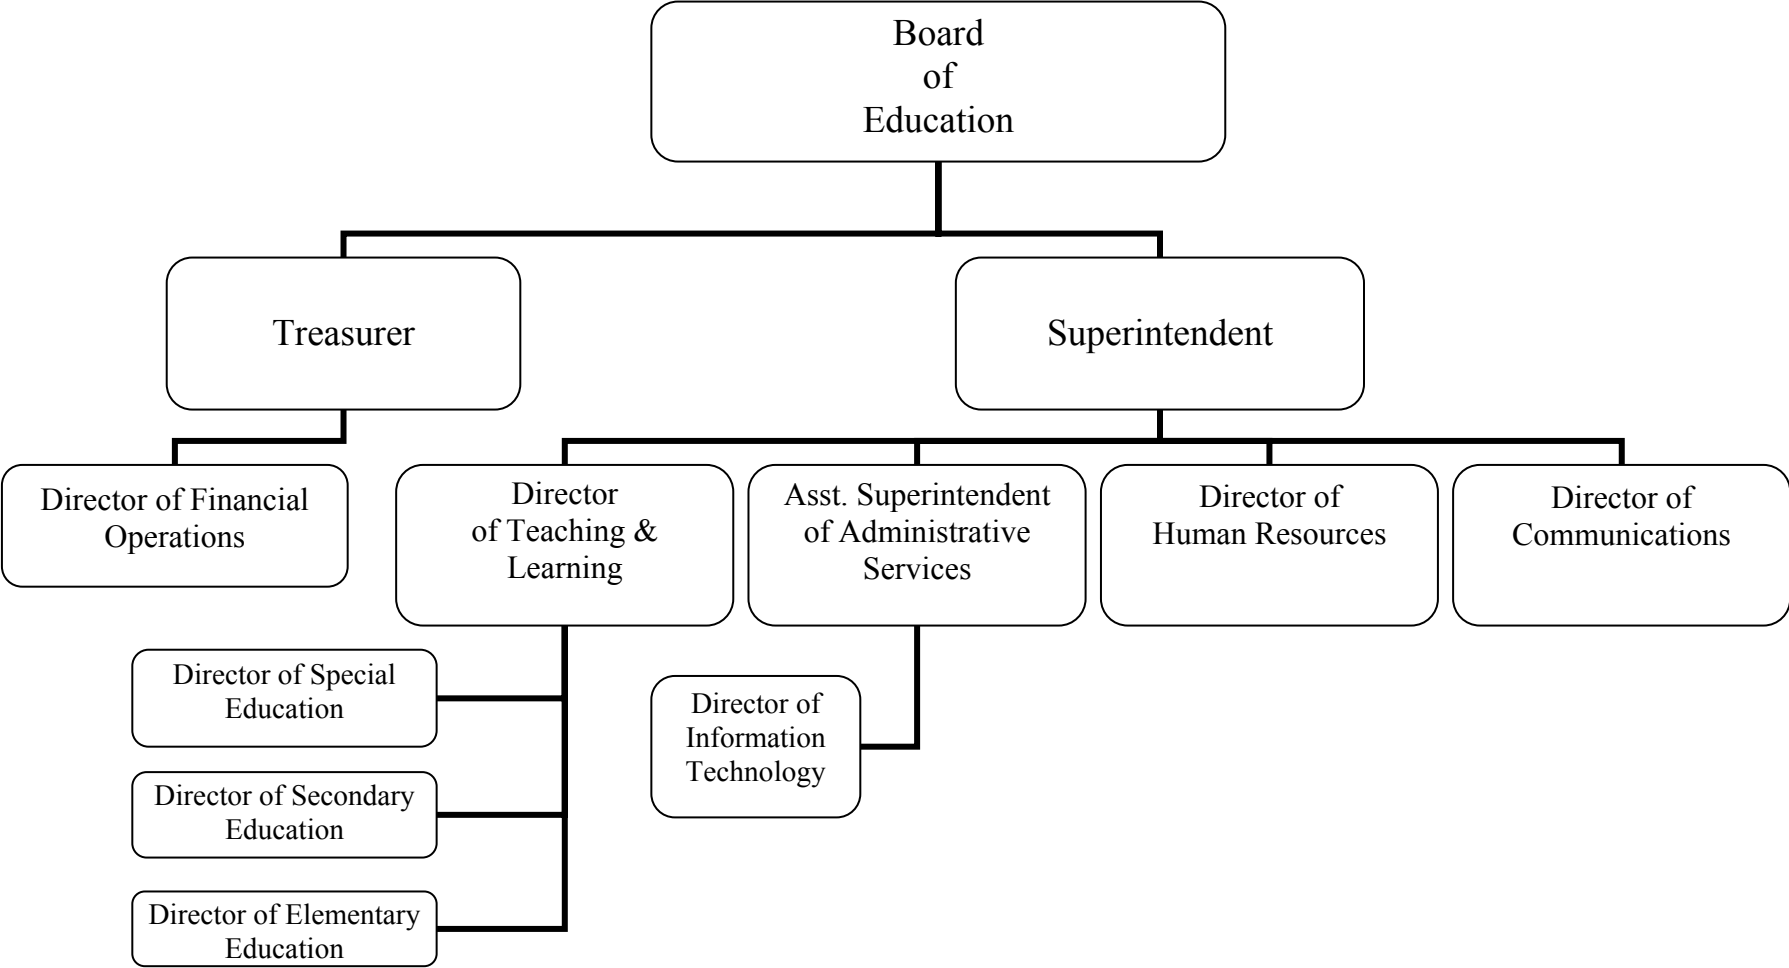 Board
of
Education
Treasurer
Superintendent
Director of Financial
Operations
Director
of Teaching &
Learning
Asst. Superintendent
of Administrative
Services
Director of
Human Resources
Director of
Communications
Director of Special
Education
Director of Secondary
Education
Director of Elementary
Education
Director of
Information
Technology